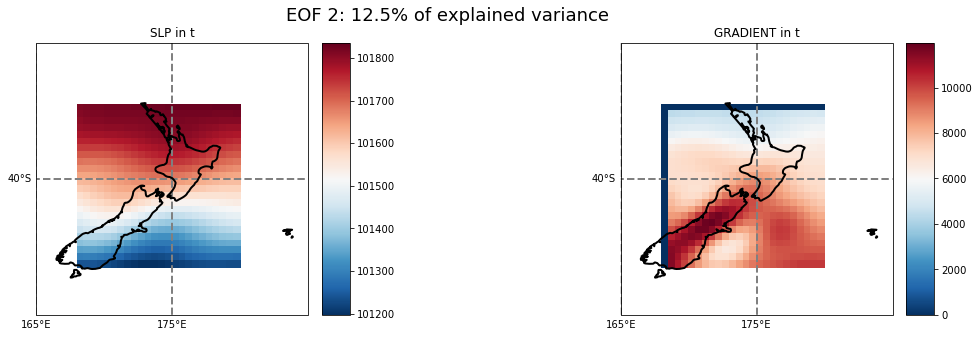 EOF 2: 12.5% of explained variance
SLP in t
GRADIENT in t
101800
101700
101600
101500
101400
101300
101200
40°S
165°E
175°E
10000
8000
6000
4000
2000
0
40°S
165°E
175°E